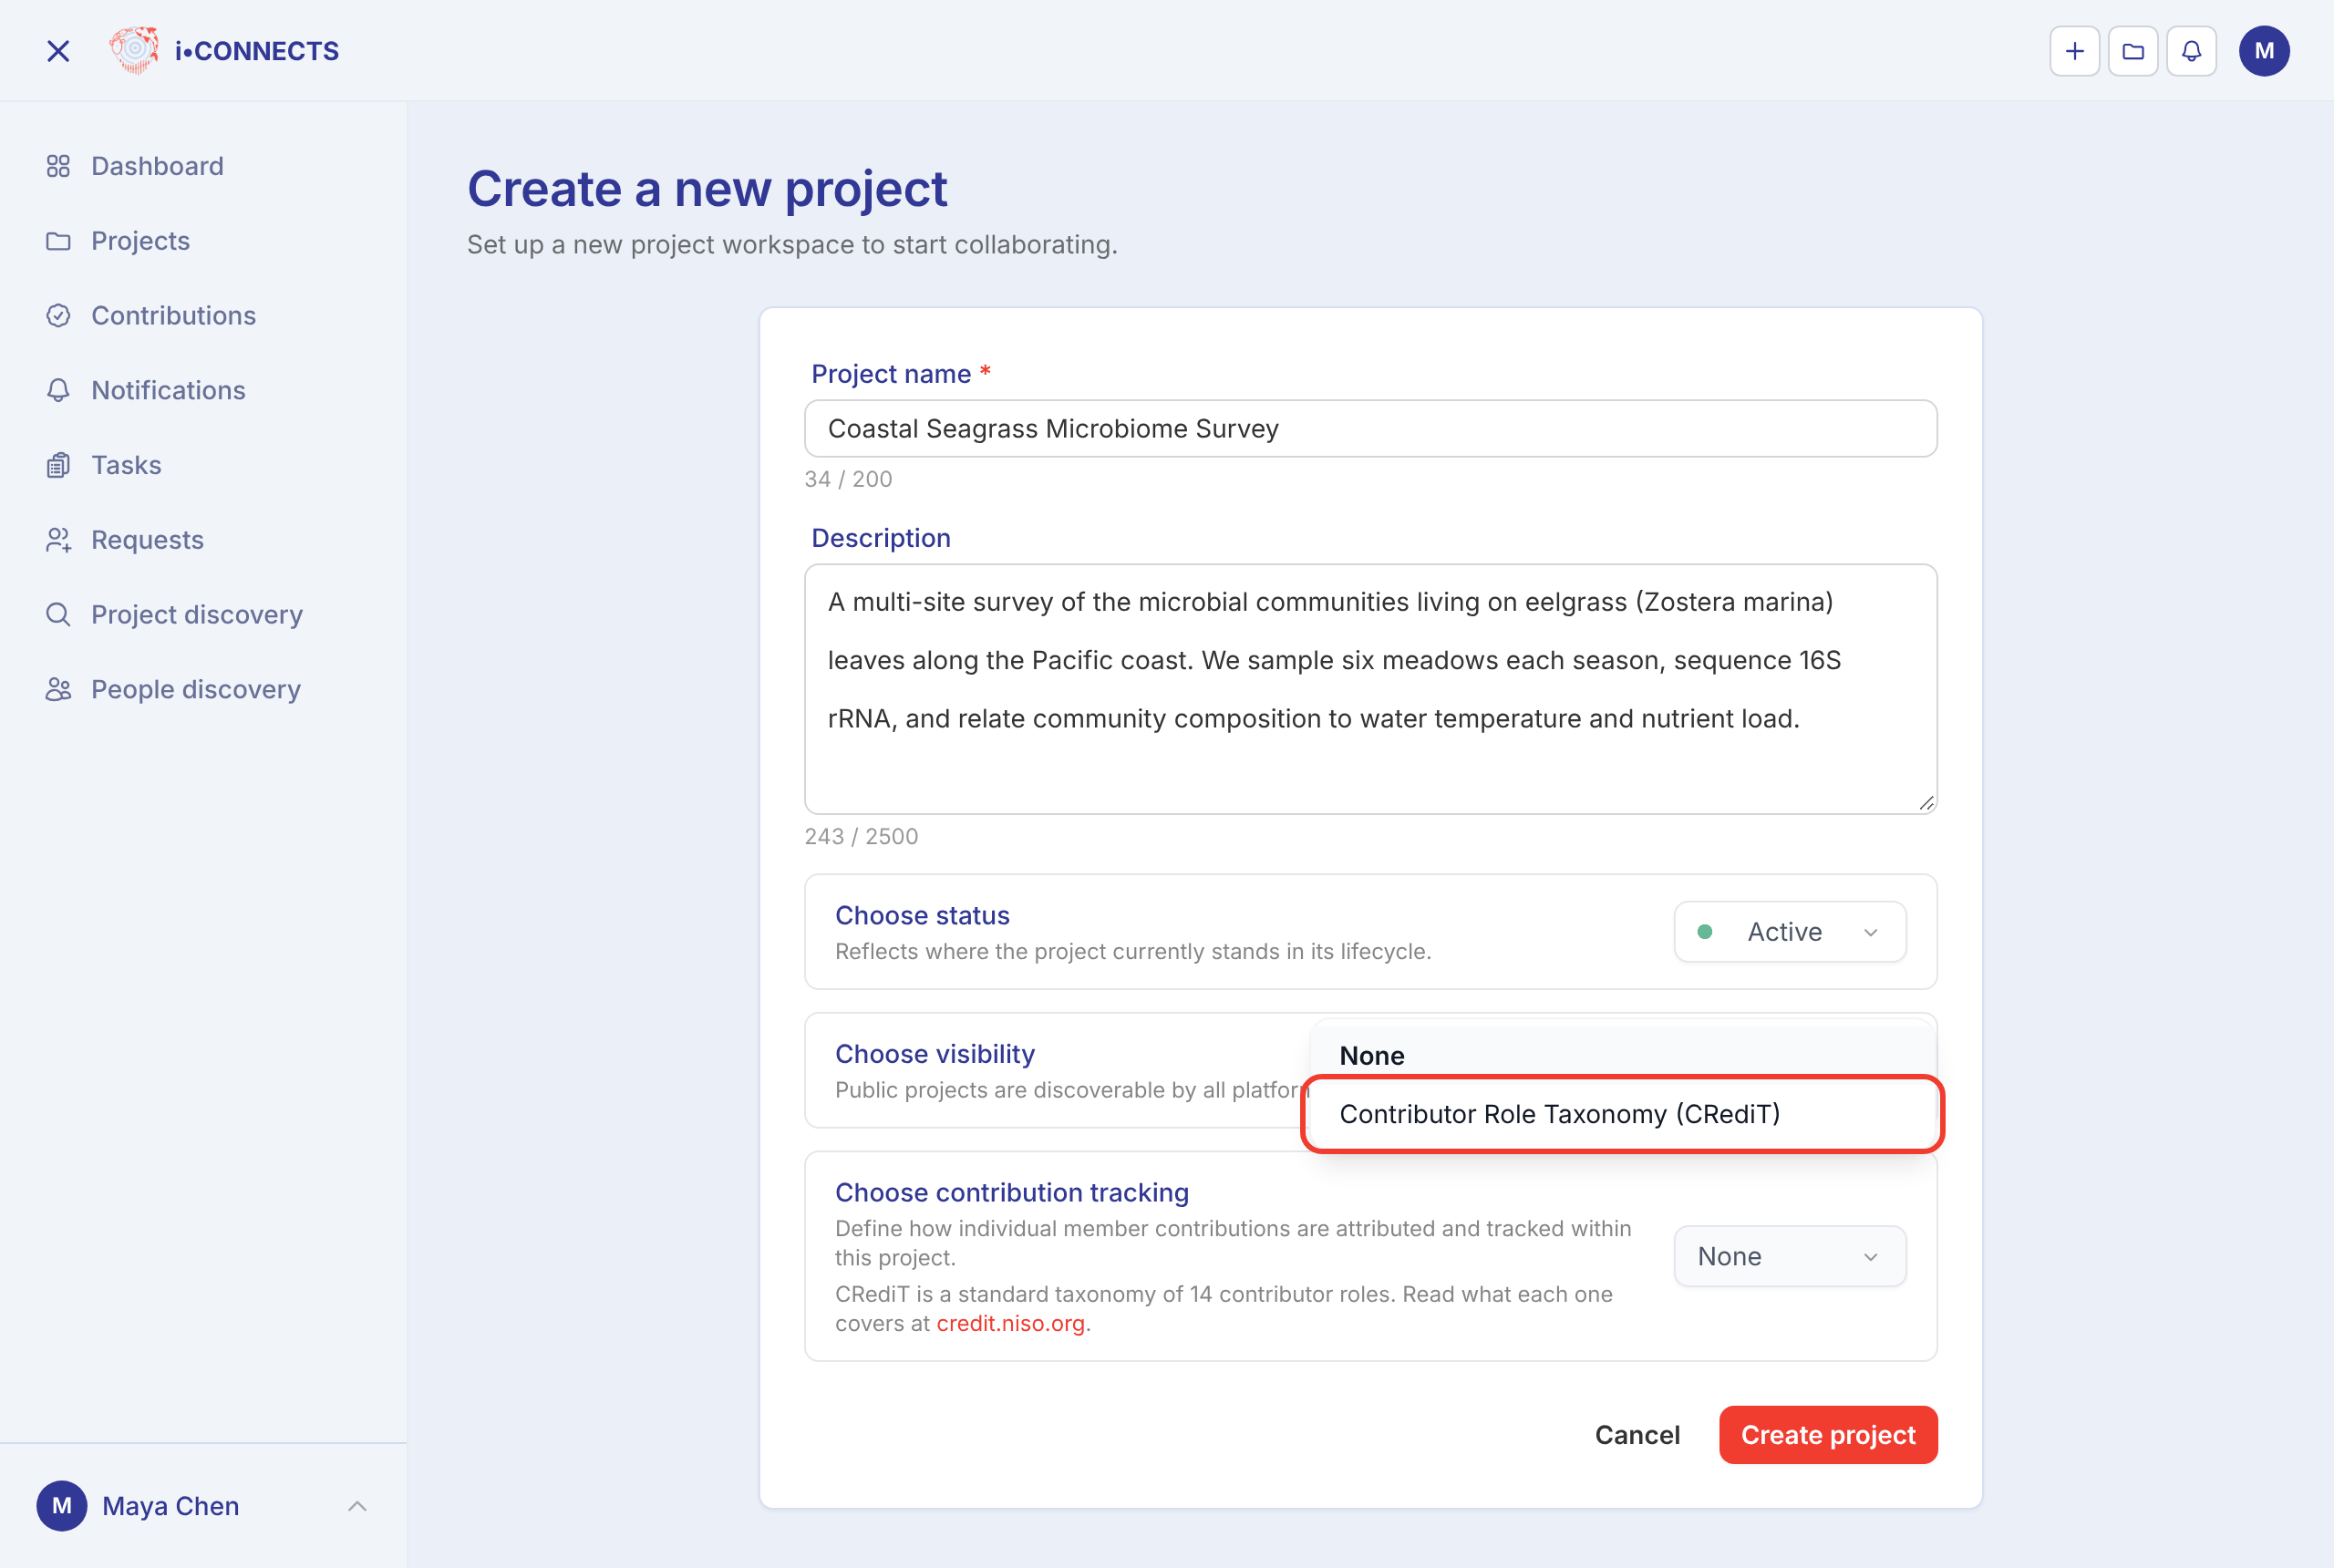 i•CONNECTS
M
Dashboard
Projects
Contributions
Notifications
Tasks
Requests
Project discovery
People discovery
M
Maya Chen
Create a new project
Set up a new project workspace to start collaborating.
Project name *
Coastal Seagrass Microbiome Survey
34 / 200
Description
A multi-site survey of the microbial communities living on eelgrass (Zostera marina)
leaves along the Pacific coast. We sample six meadows each season, sequence 16S
rRNA, and relate community composition to water temperature and nutrient load.
243 / 2500
Choose status
Reflects where the project currently stands in its lifecycle.
Active
Choose visibility
Public projects are discoverable by all
None
Contributor Role Taxonomy (CRediT)
Choose contribution tracking
Define how individual member contributions are attributed and tracked within
this project.
CRediT is a standard taxonomy of 14 contributor roles. Read what each one
covers at credit.niso.org.
None
Cancel
Create project